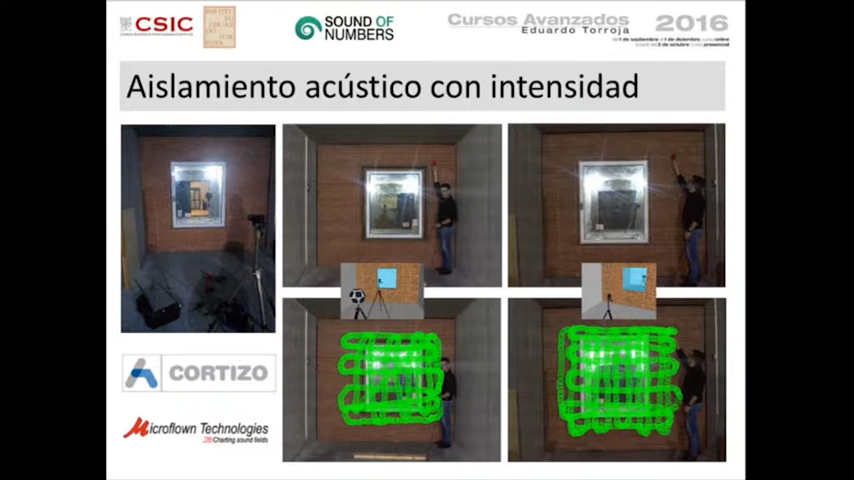 CSIC
SOUND OF
NUMBERS
Cursos Avanzados
Eduardo Torroja
2016
Aislamiento acústico con intensidad
CORTIZO
Microflown Technologies
Charting sound fields